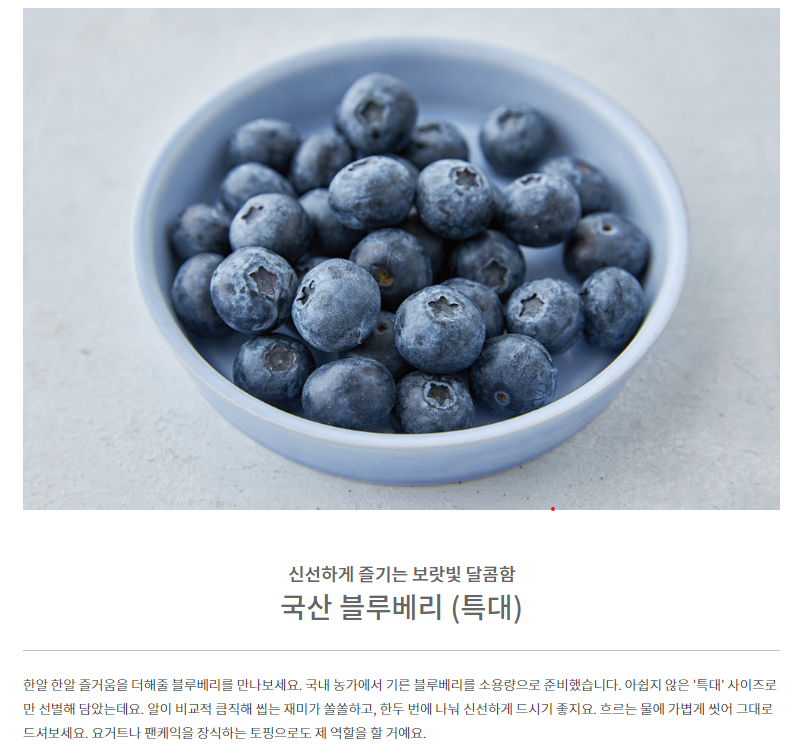 신선하게 즐기는 보랏빛 달콤함
국산 블루베리 (특대)
한알 한알 즐거움을 더해줄 블루베리를 만나보세요. 국내 농가에서 기른 블루베리를 소용량으로 준비했습니다. 아쉽지 않은 '특대' 사이즈로
만 선별해 담았는데요. 알이 비교적 큼직해 씹는 재미가 쏠쏠하고, 한두 번에 나눠 신선하게 드시기 좋지요. 흐르는 물에 가볍게 씻어 그대로
드셔보세요. 요거트나 팬케익을 장식하는 토핑으로도 제 역할을 할 거예요.